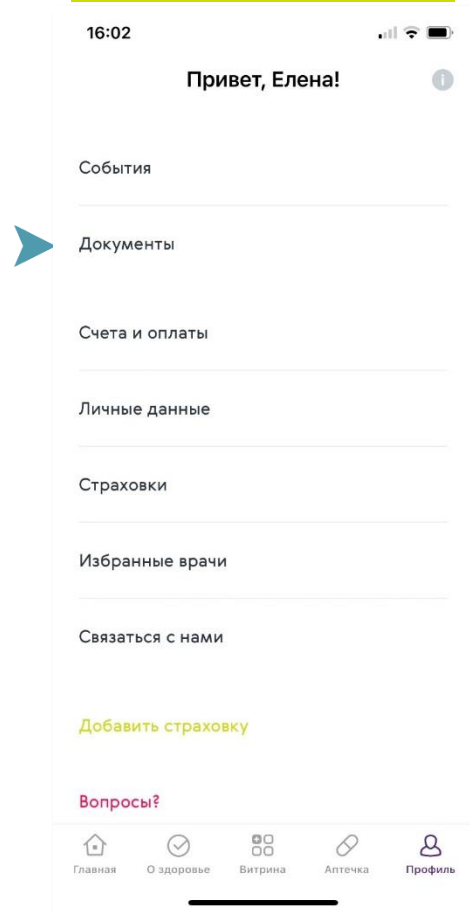 16:02
Привет, Елена!
События
Документы
Счета и оплаты
Личные данные
Страховки
Избранные врачи
Связаться с нами
Добавить страховку
Вопросы?
Главная О здоровье Витрина Аптечка Профиль